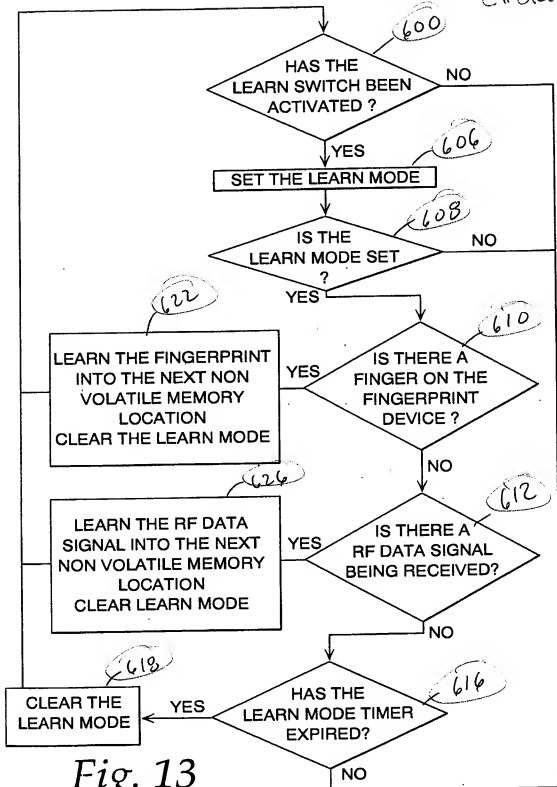 600
HAS THE
LEARN SWITCH BEEN
ACTIVATED ?
NO
YES
606
SET THE LEARN MODE
608
IS THE
LEARN MODE SET
?
NO
YES
622
610
LEARN THE FINGERPRINT
INTO THE NEXT NON
VOLATILE MEMORY
LOCATION
CLEAR THE LEARN MODE
YES
IS THERE A
FINGER ON THE
FINGERPRINT
DEVICE ?
NO
626
612
LEARN THE RF DATA
SIGNAL INTO THE NEXT
NON VOLATILE MEMORY
LOCATION
CLEAR LEARN MODE
YES
IS THERE A
RF DATA SIGNAL
BEING RECEIVED?
NO
618
616
CLEAR THE
LEARN MODE
YES
HAS THE
LEARN MODE TIMER
EXPIRED?
NO
Fig. 13